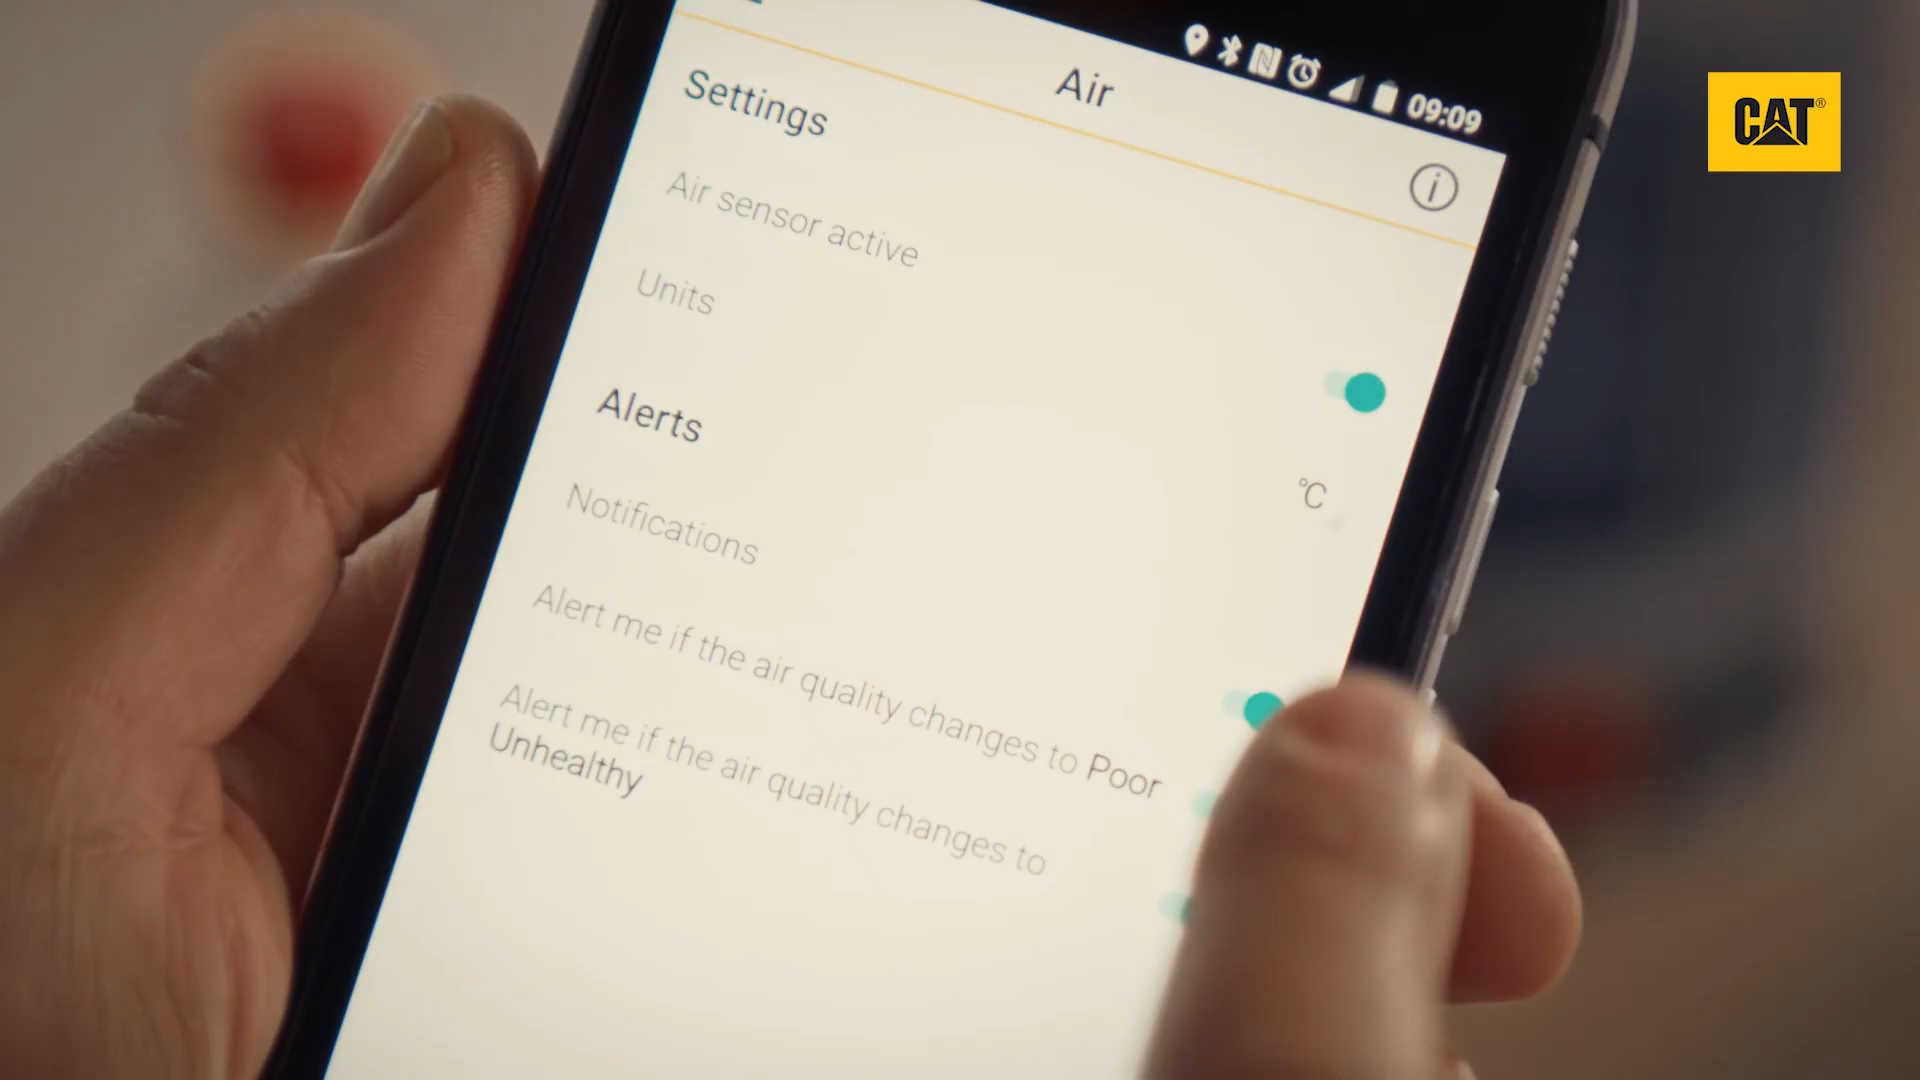 09:09
Air
CAT®
Settings
Air sensor active
Units
℃
Alerts
Notifications
Alert me if the air quality changes to Poor
Alert me if the air quality changes to
Unhealthy